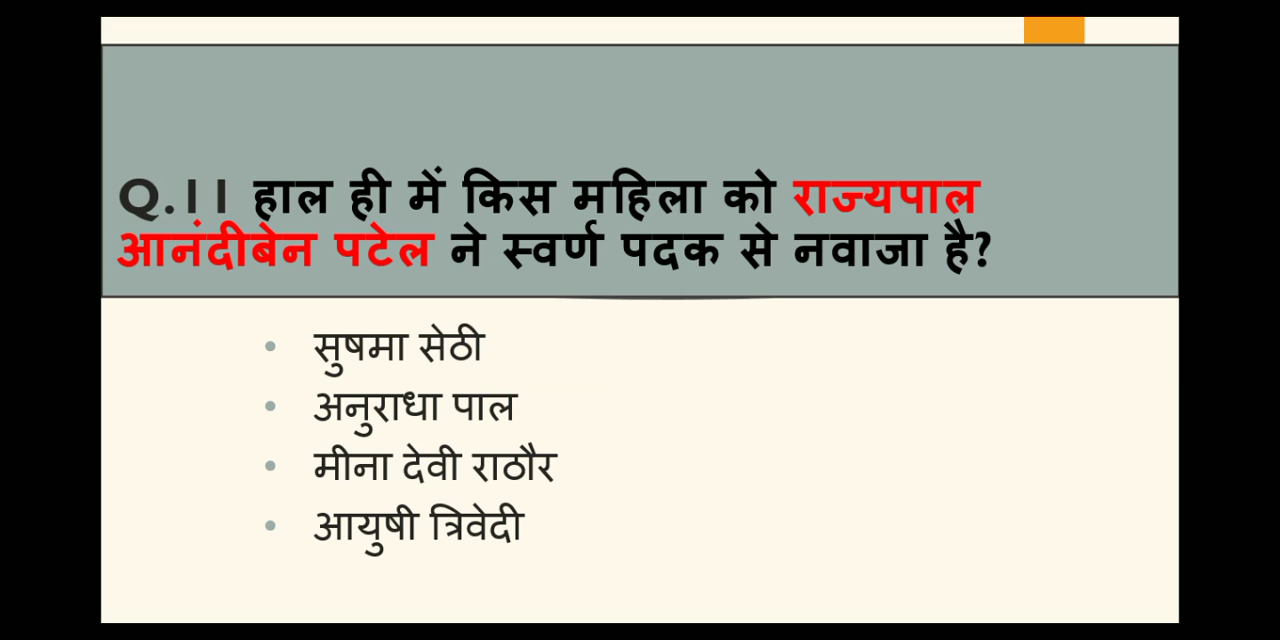 Q.11 हाल ही में किस महिला को राज्यपाल
आनंदीबेन पटेल ने स्वर्ण पदक से नवाजा है?
• सुषमा सेठी
• अनुराधा पाल
• मीना देवी राठौर
• आयुषी त्रिवेदी